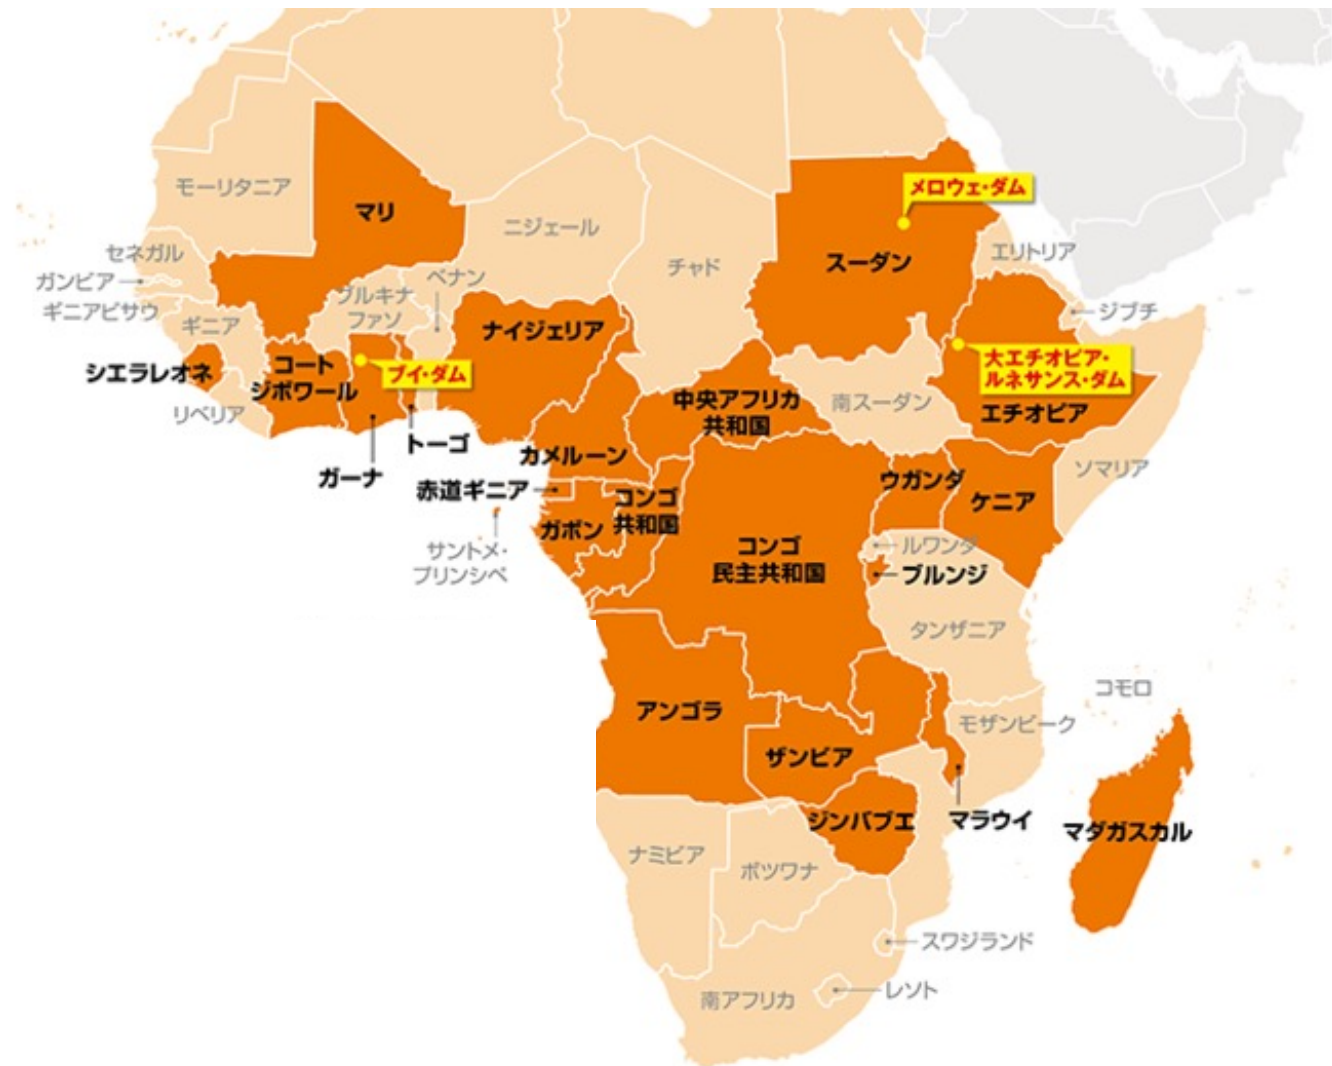 メロウェ・ダム
モーリタニア
マリ
ニジェール
エリトリア
セネガル
スーダン
チャド
ガンビア
ベナン
ブルキナ
ファソ
ギニアビサウ
ジブチ
ギニア
ナイジェリア
大エチオピア・
ルネサンス・ダム
コート
ジボワール
ブイ・ダム
シエラレオネ
中央アフリカ
共和国
南スーダン
エチオピア
リベリア
トーゴ
カメルーン
ソマリア
ガーナ
ウガンダ
赤道ギニア
コンゴ
共和国
ケニア
ガボン
サントメ・
プリンシペ
コンゴ
民主共和国
ルワンダ
ブルンジ
タンザニア
コモロ
アンゴラ
モザンビーク
ザンビア
ジンバブエ
マラウイ
マダガスカル
ナミビア
ボツワナ
スワジランド
レソト
南アフリカ